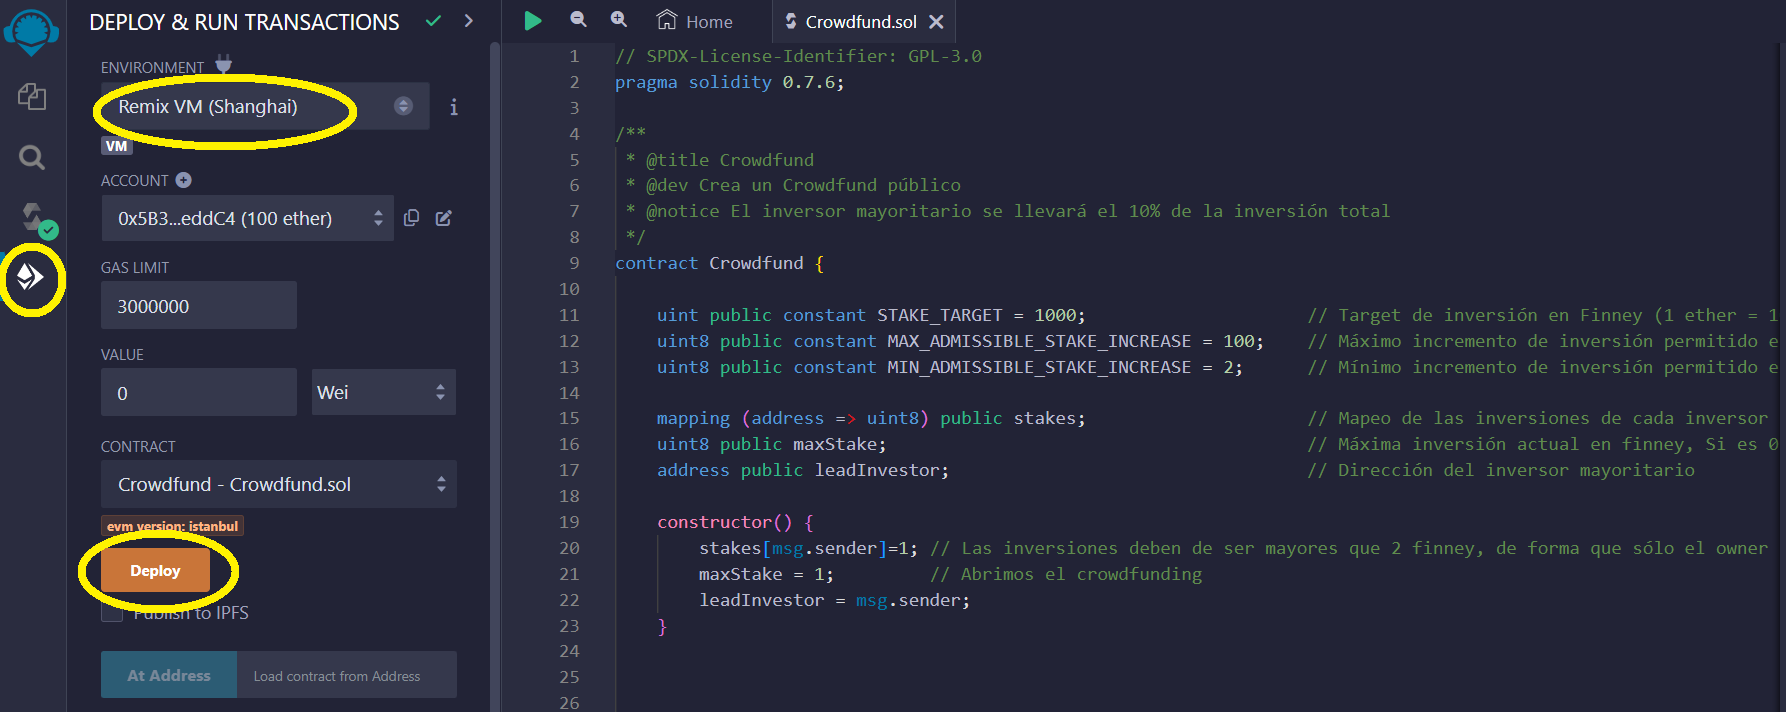 DEPLOY & RUN TRANSACTIONS
ENVIRONMENT
Remix VM (Shanghai)
VM
ACCOUNT
0x5B3...eddC4 (100 ether)
GAS LIMIT
3000000
VALUE
0
Wei
CONTRACT
Crowdfund - Crowdfund.sol
evm version: istanbul
Deploy
Publish to IPFS
At Address
Load contract from Address
Home
Crowdfund.sol
1 // SPDX-License-Identifier: GPL-3.0
2 pragma solidity 0.7.6;
3
4 /**
5 * @title Crowdfund
6 * @dev Crea un Crowdfund público
7 * @notice El inversor mayoritario se llevará el 10% de la inversión total
8 */
9 contract Crowdfund {
10
11 uint public constant STAKE_TARGET = 1000; // Target de inversión en Finney (1 ether = 1
12 uint8 public constant MAX_ADMISSIBLE_STAKE_INCREASE = 100; // Máximo incremento de inversión permitido e
13 uint8 public constant MIN_ADMISSIBLE_STAKE_INCREASE = 2; // Mínimo incremento de inversión permitido e
14
15 mapping (address => uint8) public stakes; // Mapeo de las inversiones de cada inversor
16 uint8 public maxStake; // Máxima inversión actual en finney, Si es 0
17 address public leadInvestor; // Dirección del inversor mayoritario
18
19 constructor() {
20 stakes[msg.sender]=1; // Las inversiones deben de ser mayores que 2 finney, de forma que sólo el owner
21 maxStake = 1; // Abrimos el crowdfunding
22 leadInvestor = msg.sender;
23 }
24
25
26